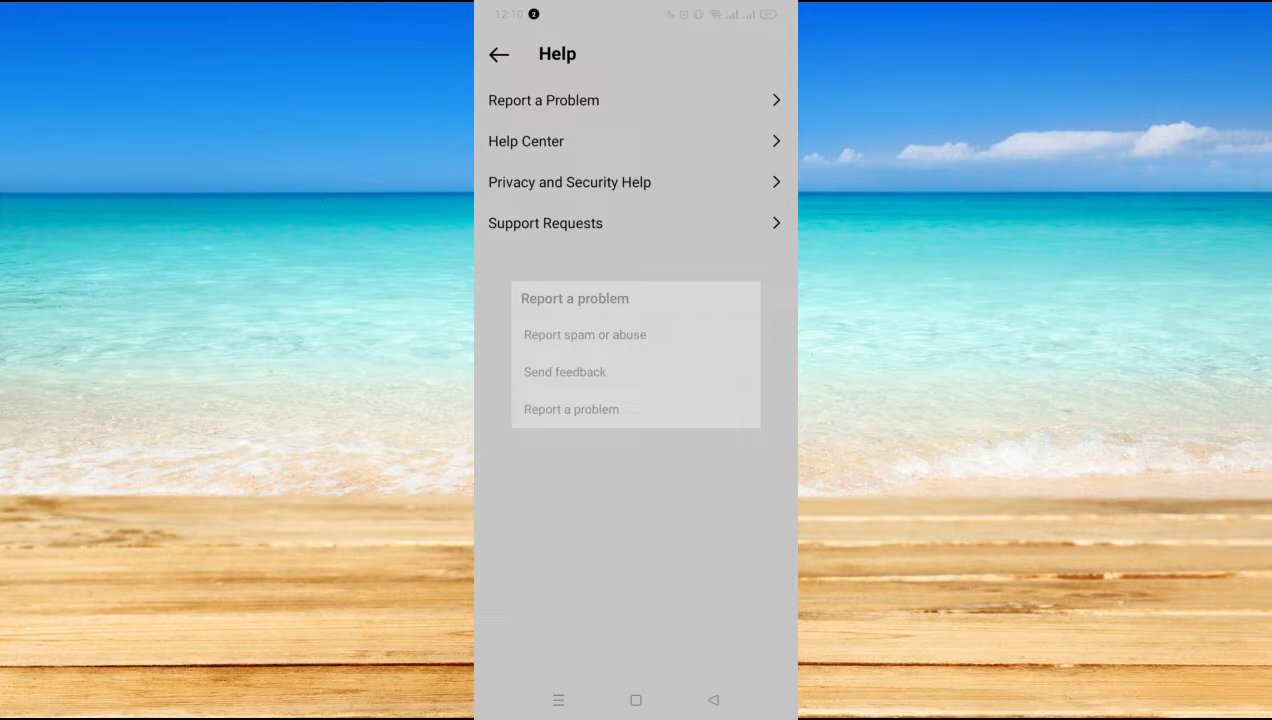 12:10 2
Help
Report a Problem
Help Center
Privacy and Security Help
Support Requests
Report a problem
Report spam or abuse
Send feedback
Report a problem